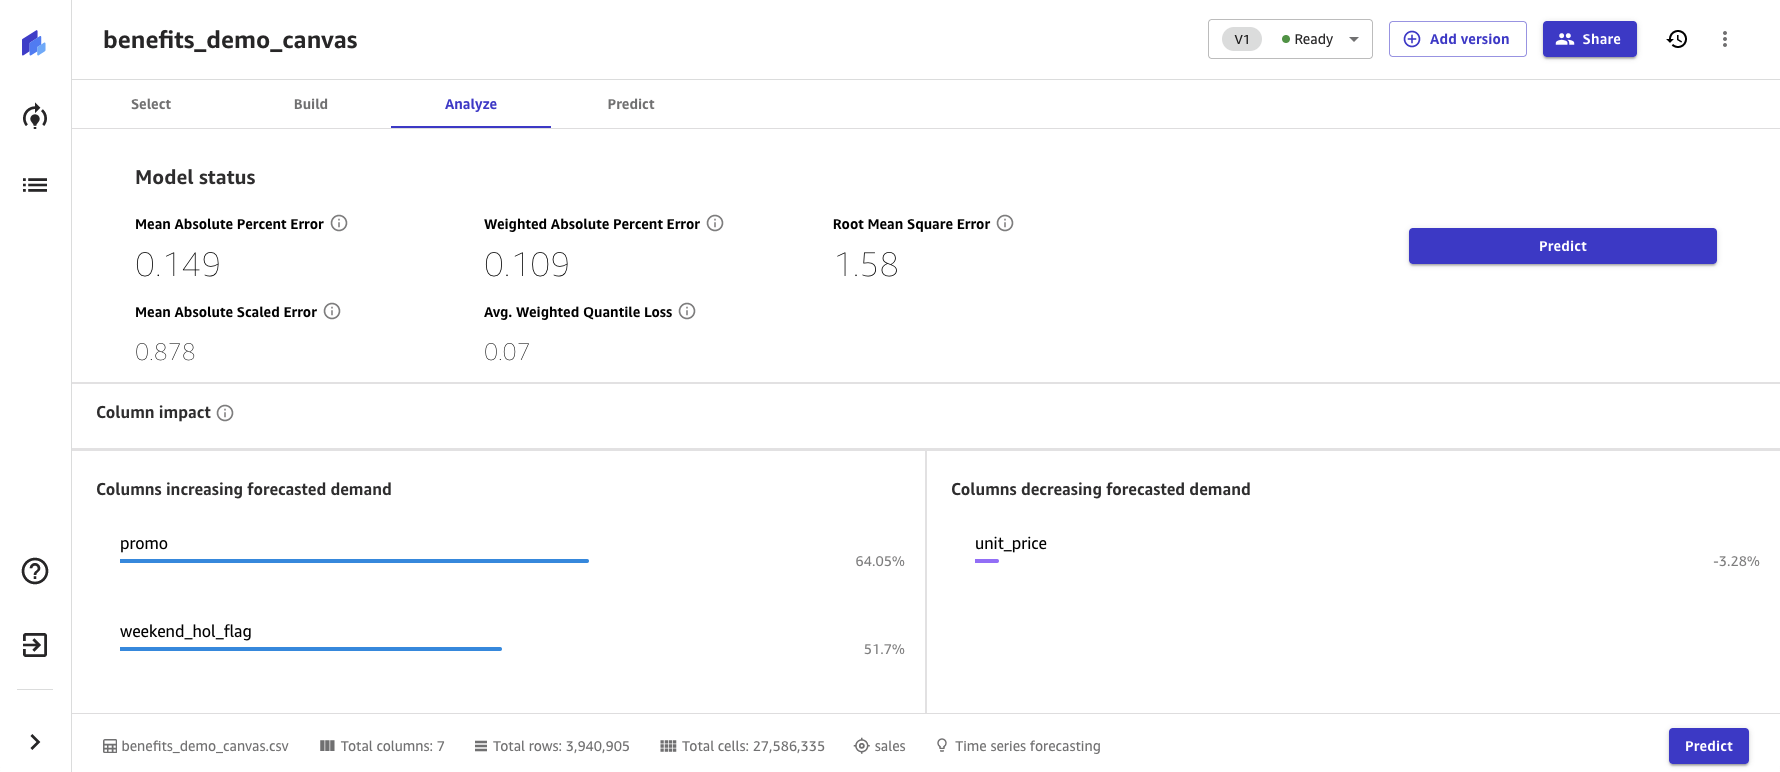 benefits_demo_canvas
V1 Ready Add version Share
Select Build Analyze Predict
Model status
Mean Absolute Percent Error Weighted Absolute Percent Error Root Mean Square Error
0.149 0.109 1.58
Predict
Mean Absolute Scaled Error Avg. Weighted Quantile Loss
0.878 0.07
Column impact
Columns increasing forecasted demand
promo
64.05%
weekend_hol_flag
51.7%
Columns decreasing forecasted demand
unit_price
-3.28%
benefits_demo_canvas.csv Total columns: 7 Total rows: 3,940,905 Total cells: 27,586,335 sales Time series forecasting
Predict